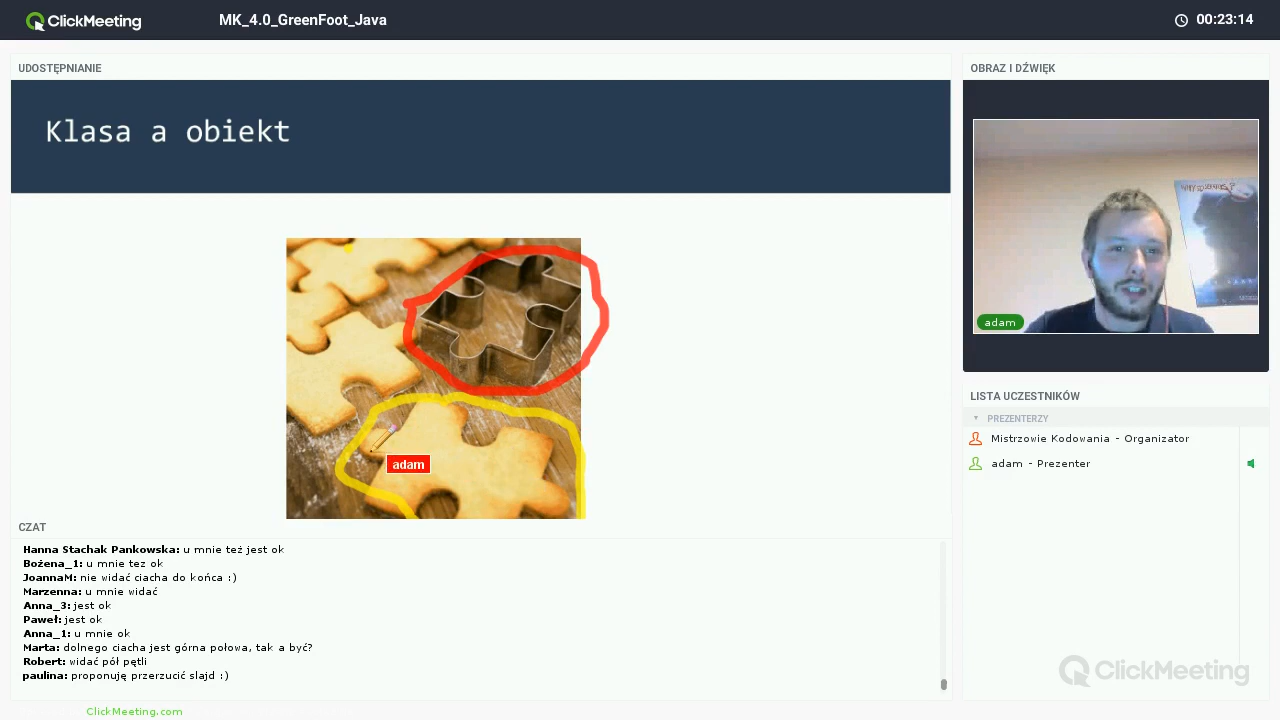 ClickMeeting
MK_4.0_GreenFoot_Java
00:23:14
UDOSTĘPNIANIE
Klasa a obiekt
adam
CZAT
Hanna Stachak Pankowska: u mnie też jest ok
Bożena_1: u mnie tez ok
JoannaM: nie widać ciacha do końca :)
Marzenna: u mnie widać
Anna_3: jest ok
Paweł: jest ok
Anna_1: u mnie ok
Marta: dolnego ciacha jest górna połowa, tak a być?
Robert: widać pół pętli
paulina: proponuję przerzucić slajd :)
ClickMeeting.com
OBRAZ I DŹWIĘK
adam
LISTA UCZESTNIKÓW
PREZENTERZY
Mistrzowie Kodowania - Organizator
adam - Prezenter
ClickMeeting